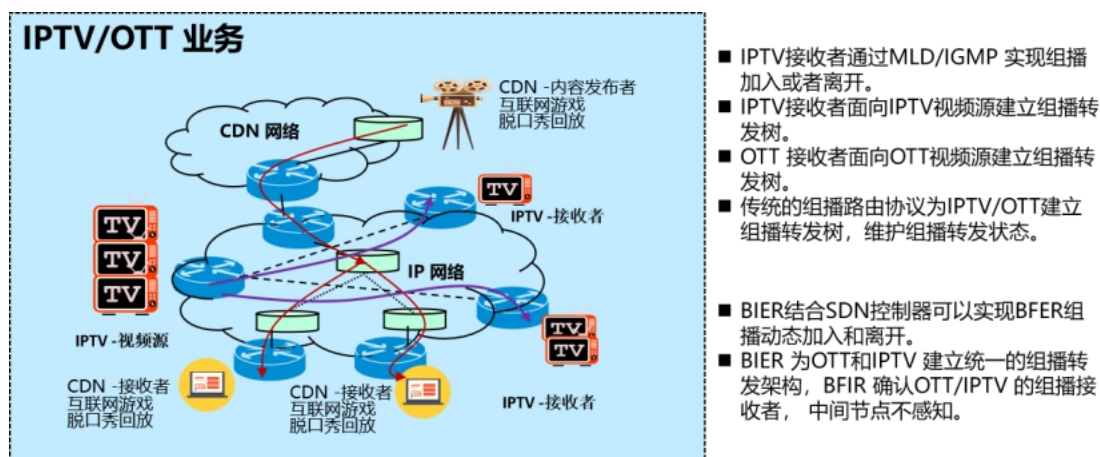 IPTV/OTT 业务
CDN -内容发布者
互联网游戏
脱口秀回放
CDN 网络
TV
IPTV -接收者
TV
TV
TV
IP 网络
IPTV -视频源
TV
TV
IPTV -接收者
CDN -接收者
互联网游戏
脱口秀回放
CDN -接收者
互联网游戏
脱口秀回放
■ IPTV接收者通过MLD/IGMP 实现组播
加入或者离开。
■ IPTV接收者面向IPTV视频源建立组播转
发树。
■ OTT 接收者面向OTT视频源建立组播转
发树。
■ 传统的组播路由协议为IPTV/OTT建立
组播转发树，维护组播转发状态。
■ BIER结合SDN控制器可以实现BFER组
播动态加入和离开。
■ BIER 为OTT和IPTV 建立统一的组播转
发架构，BFIR 确认OTT/IPTV 的组播接
收者， 中间节点不感知。